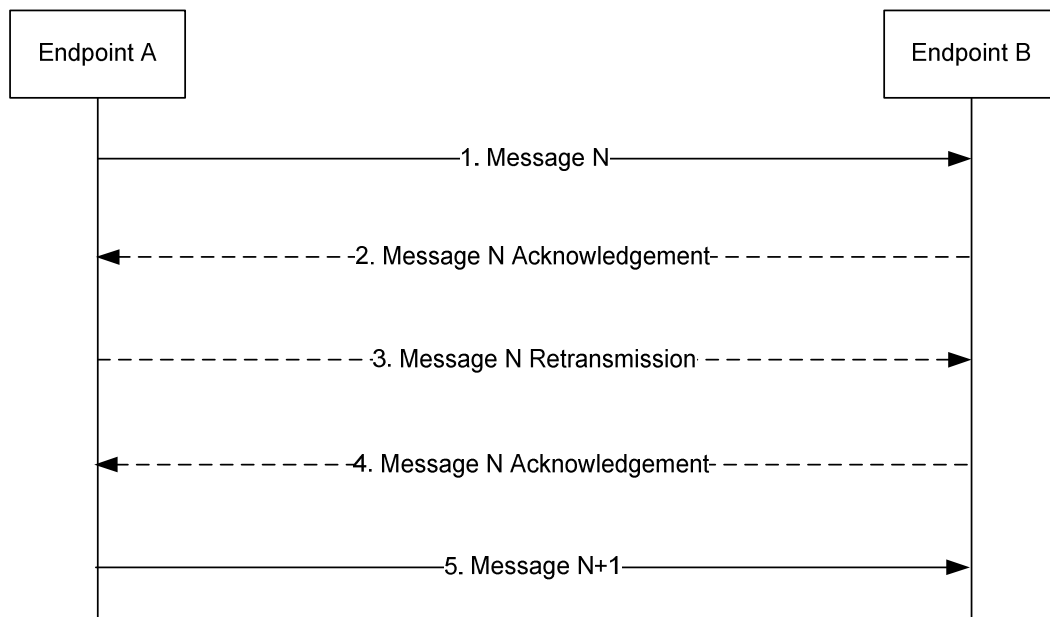 Endpoint A
Endpoint B
1. Message N
2. Message N Acknowledgement
3. Message N Retransmission
4. Message N Acknowledgement
5. Message N+1